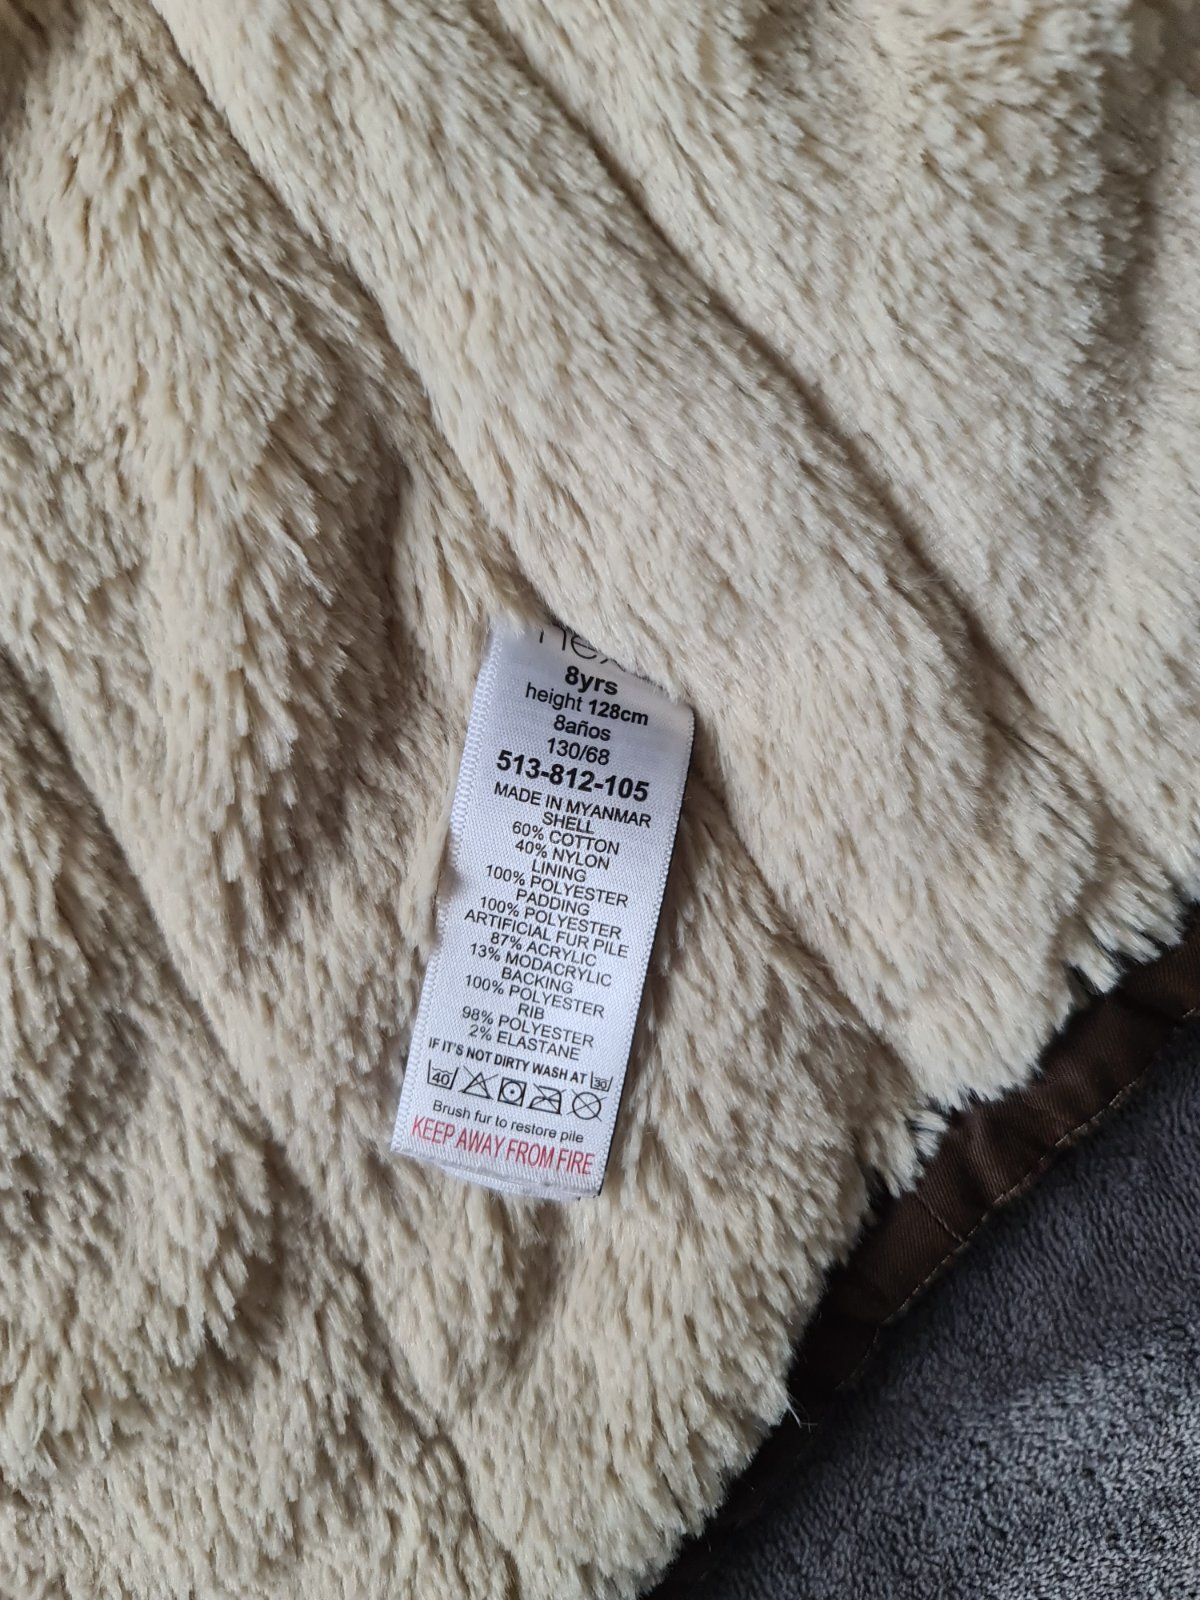 next
8yrs
height 128cm
8años
130/68
513-812-105
MADE IN MYANMAR
SHELL
60% COTTON
40% NYLON
LINING
100% POLYESTER
PADDING
100% POLYESTER
ARTIFICIAL FUR PILE
87% ACRYLIC
13% MODACRYLIC
BACKING
100% POLYESTER
RIB
98% POLYESTER
2% ELASTANE
IF IT'S NOT DIRTY WASH AT 30
40
Brush fur to restore pile
KEEP AWAY FROM FIRE